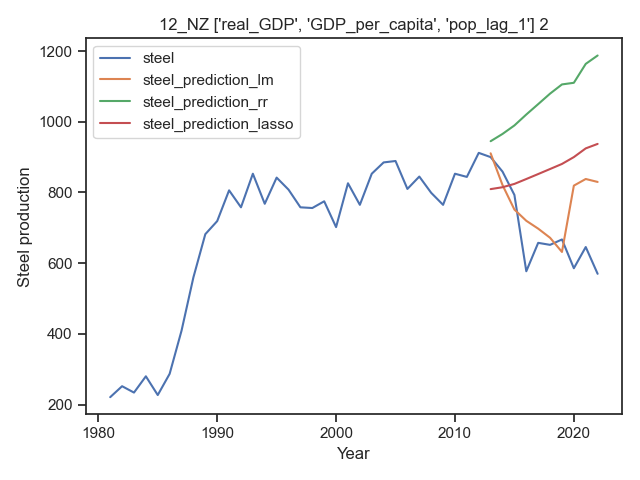 12_NZ ['real_GDP', 'GDP_per_capita', 'pop_lag_1'] 2
steel
steel_prediction_lm
steel_prediction_rr
steel_prediction_lasso
Steel production
1200
1000
800
600
400
200
1980
1990
2000
2010
2020
Year